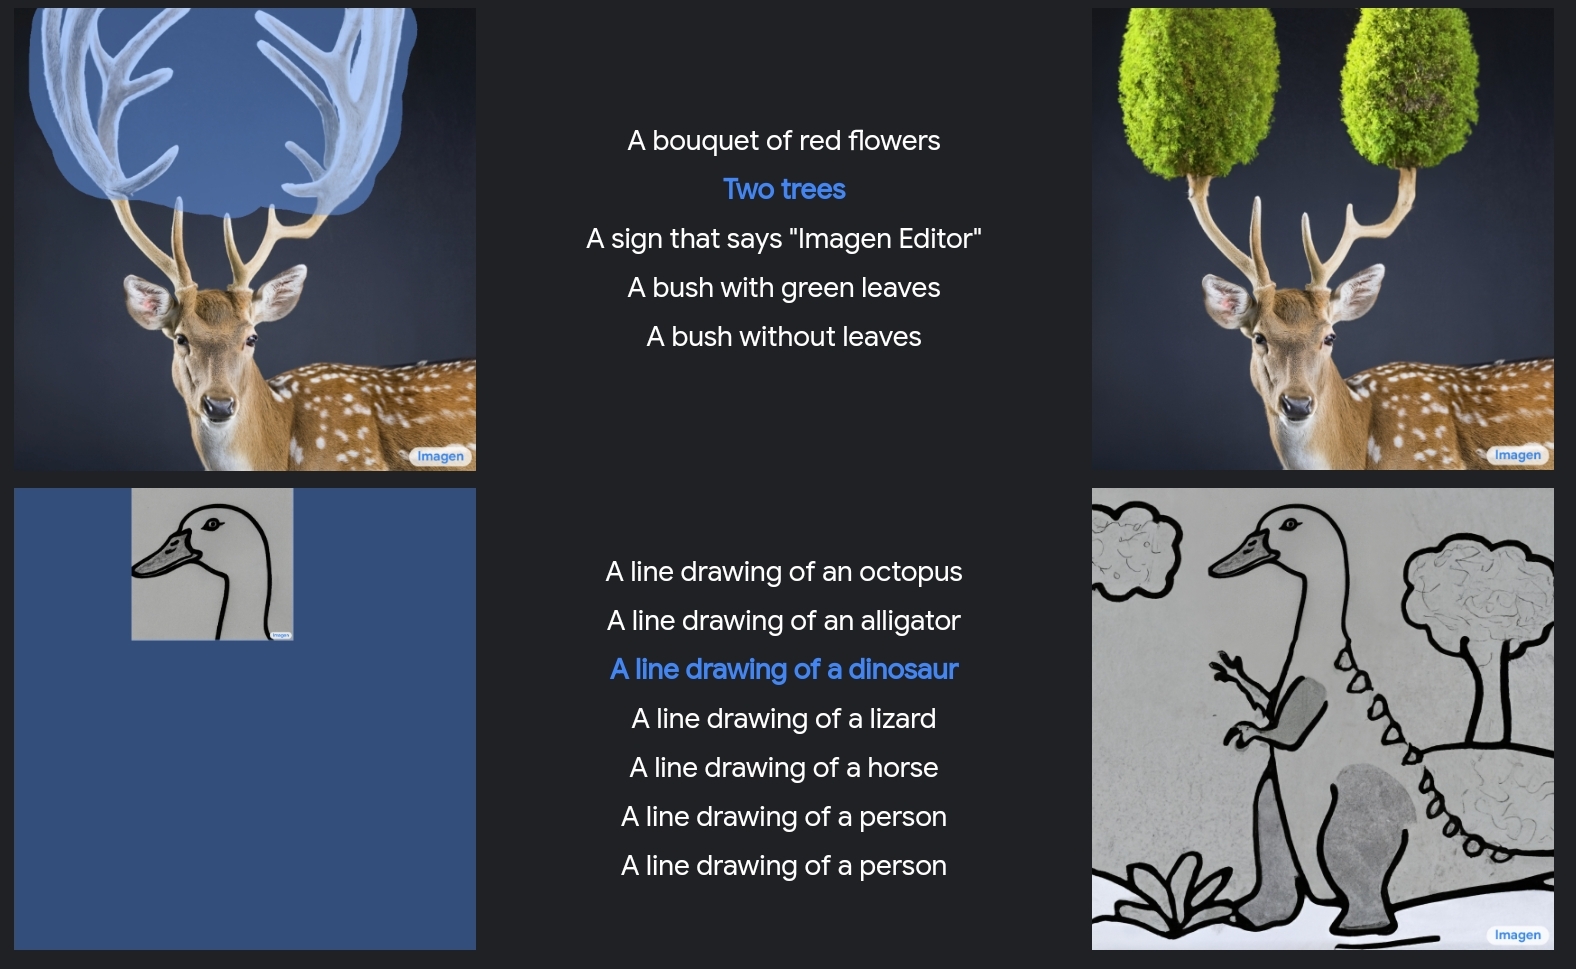 Imagen
A bouquet of red flowers
Two trees
A sign that says "Imagen Editor"
A bush with green leaves
A bush without leaves
Imagen
Imagen
A line drawing of an octopus
A line drawing of an alligator
A line drawing of a dinosaur
A line drawing of a lizard
A line drawing of a horse
A line drawing of a person
A line drawing of a person
Imagen